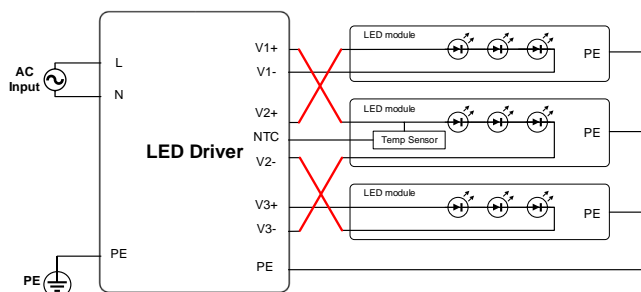 AC
Input
L
N
PE
PE
LED Driver
V1+
V1-
V2+
NTC
V2-
V3+
V3-
PE
LED module
PE
LED module
Temp Sensor
PE
LED module
PE